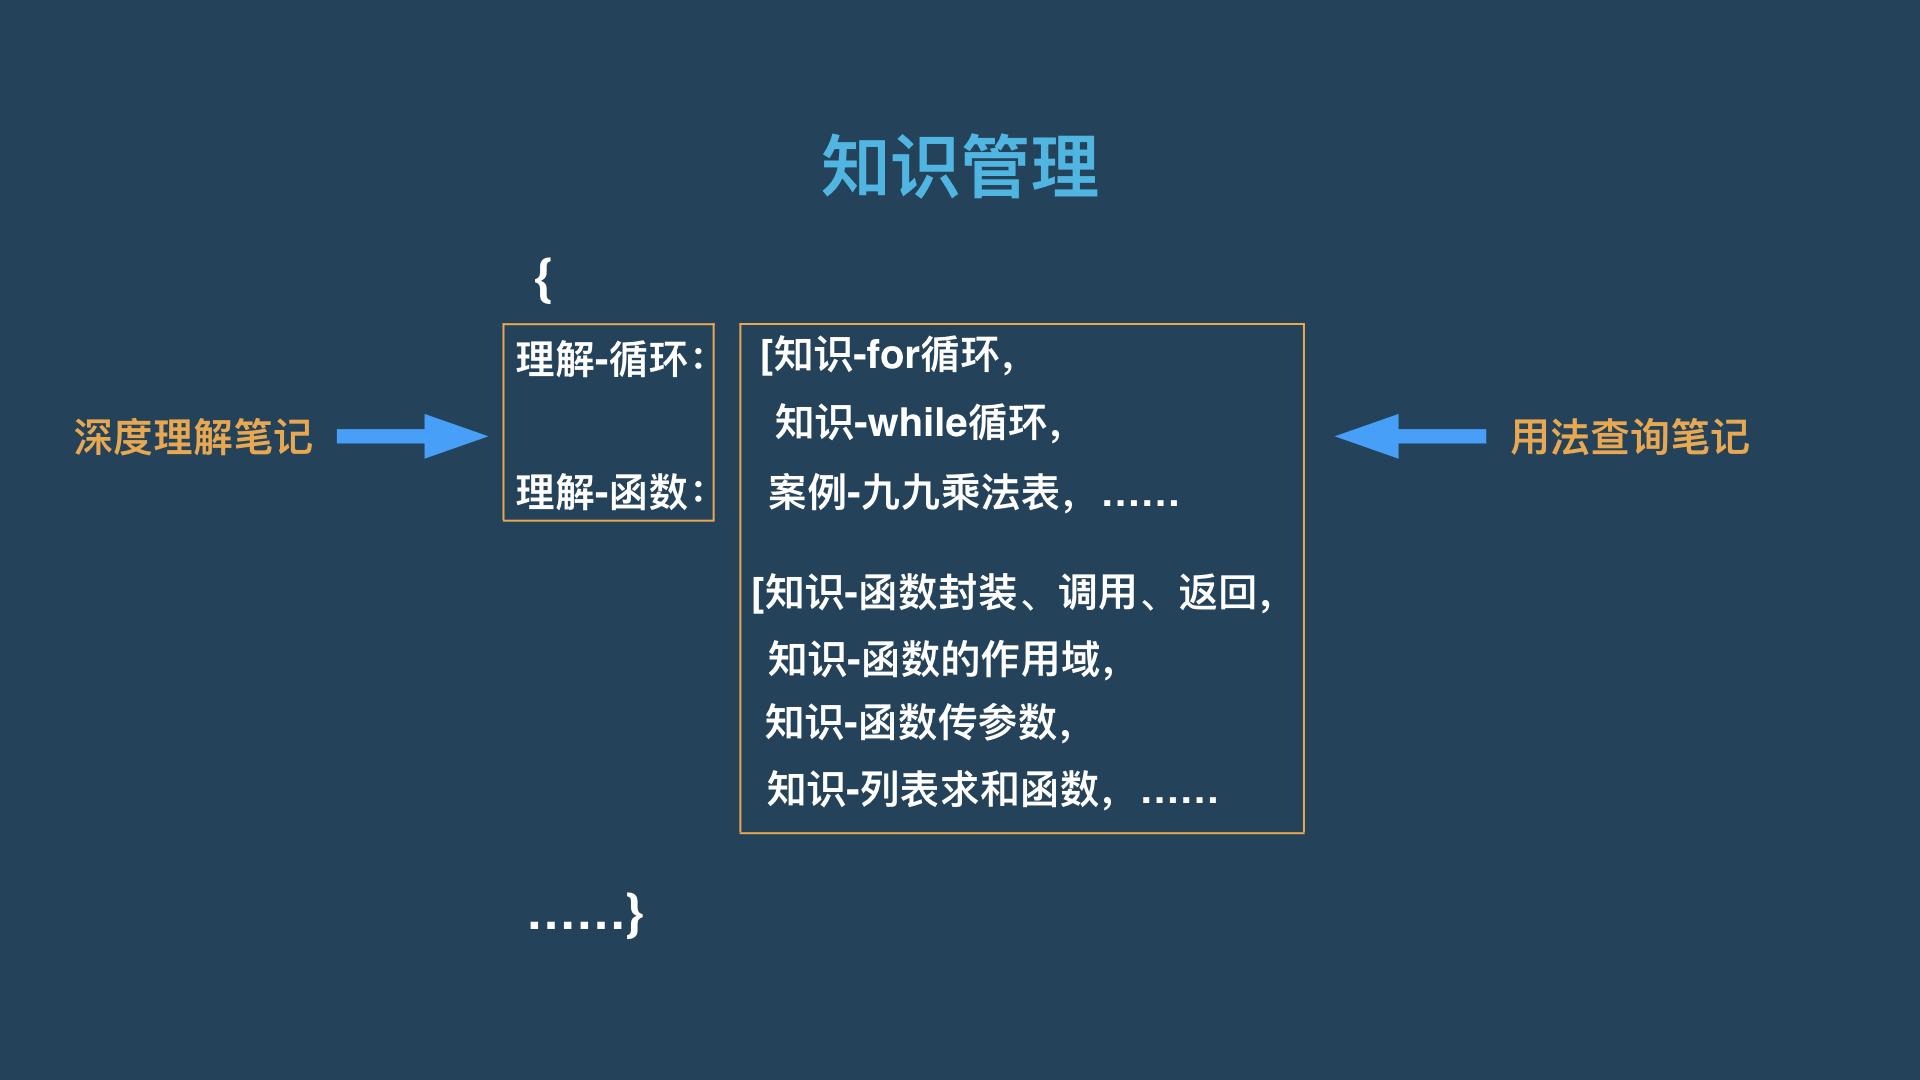 知识管理
{
理解-循环：
[知识-for循环，
知识-while循环，
深度理解笔记
用法查询笔记
理解-函数：
案例-九九乘法表，……
[知识-函数封装、调用、返回，
知识-函数的作用域，
知识-函数传参数，
知识-列表求和函数，……
……}